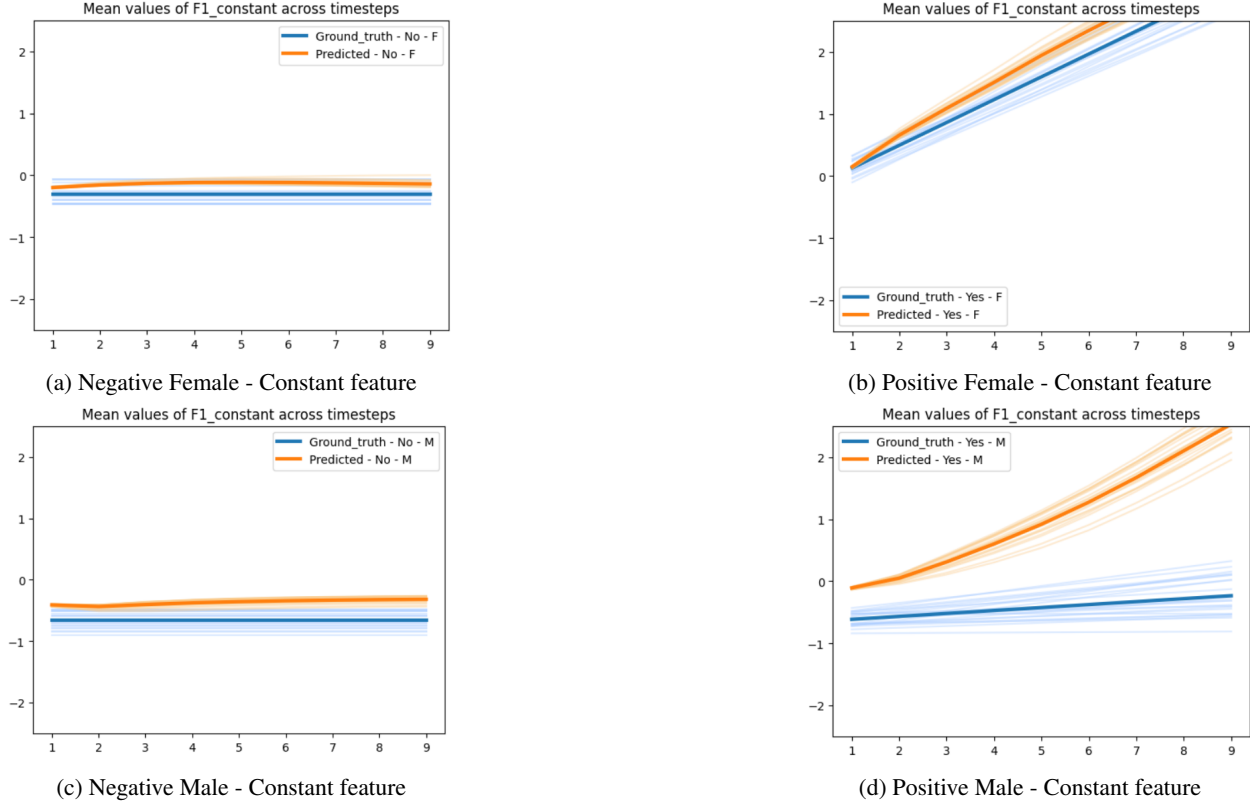 Mean values of F1_constant across timesteps
Ground_truth - No - F
Predicted - No - F
2
1
0
−1
−2
1 2 3 4 5 6 7 8 9
(a) Negative Female - Constant feature
Mean values of F1_constant across timesteps
2
1
0
−1
−2
Ground_truth - Yes - F
Predicted - Yes - F
1 2 3 4 5 6 7 8 9
(b) Positive Female - Constant feature
Mean values of F1_constant across timesteps
Ground_truth - No - M
Predicted - No - M
2
1
0
−1
−2
1 2 3 4 5 6 7 8 9
(c) Negative Male - Constant feature
Mean values of F1_constant across timesteps
Ground_truth - Yes - M
Predicted - Yes - M
2
1
0
−1
−2
1 2 3 4 5 6 7 8 9
(d) Positive Male - Constant feature